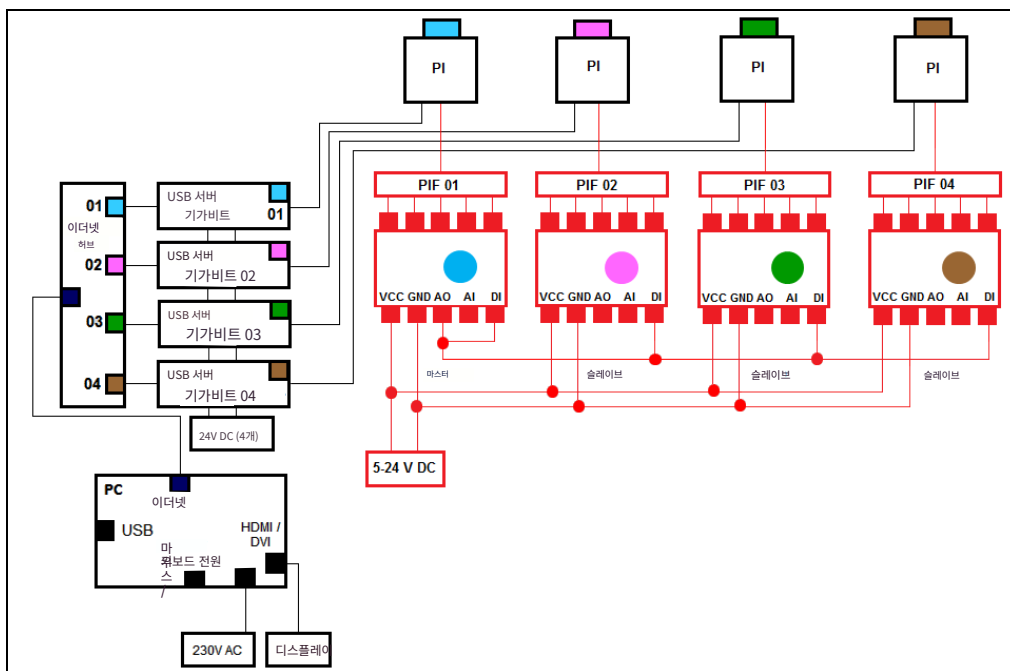 PI
PI
PI
PI
PIF 01
PIF 02
PIF 03
PIF 04
01
이더넷
허브
02
03
04
USB 서버
기가비트
01
USB 서버
기가비트 02
USB 서버
기가비트 03
USB 서버
기가비트 04
24V DC (4개)
VCC GND AO AI DI
VCC GND AO AI DI
VCC GND AO AI DI
VCC GND AO AI DI
마스터
슬레이브
슬레이브
슬레이브
5-24 V DC
PC
이더넷
USB
HDMI /
DVI
보드 전원
230V AC
디스플레이